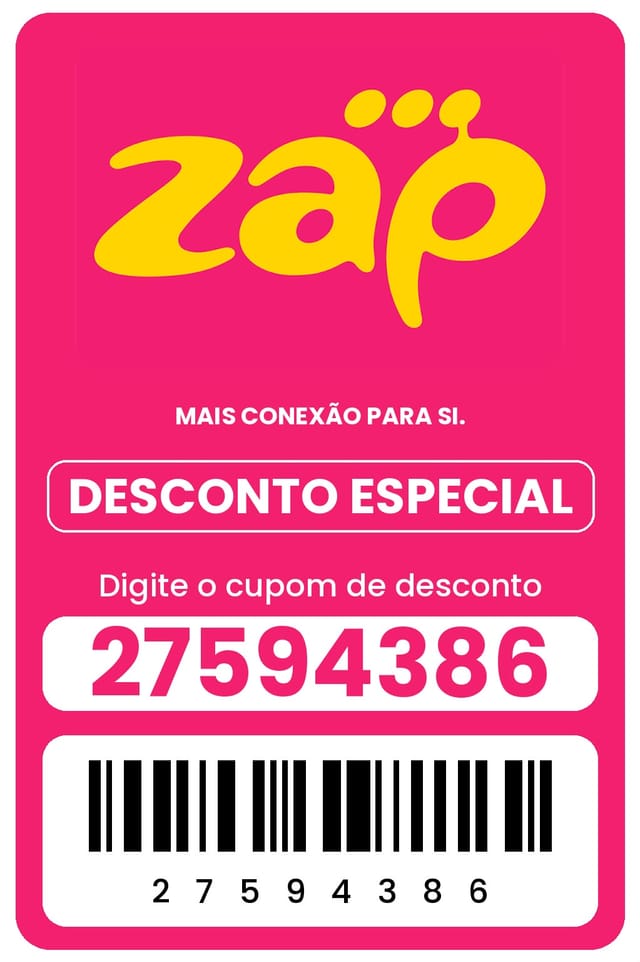 zap
MAIS CONEXÃO PARA SI.
DESCONTO ESPECIAL
Digite o cupom de desconto
27594386
2 7 5 9 4 3 8 6